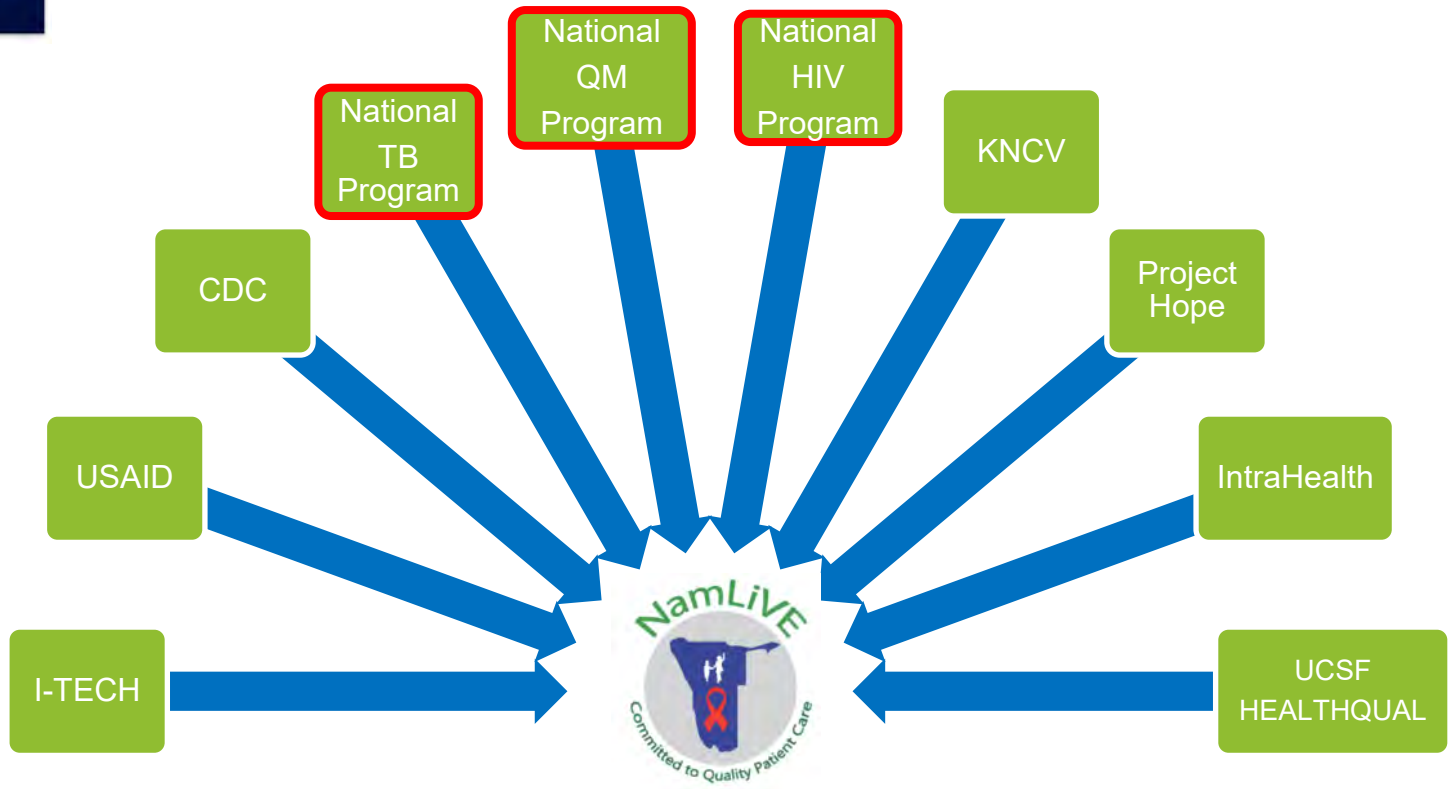 National
QM
Program
National
HIV
Program
National
TB
Program
KNCV
CDC
Project
Hope
USAID
IntraHealth
I-TECH
UCSF
HEALTHQUAL
NamLiVE
Committed to Quality Patient Care